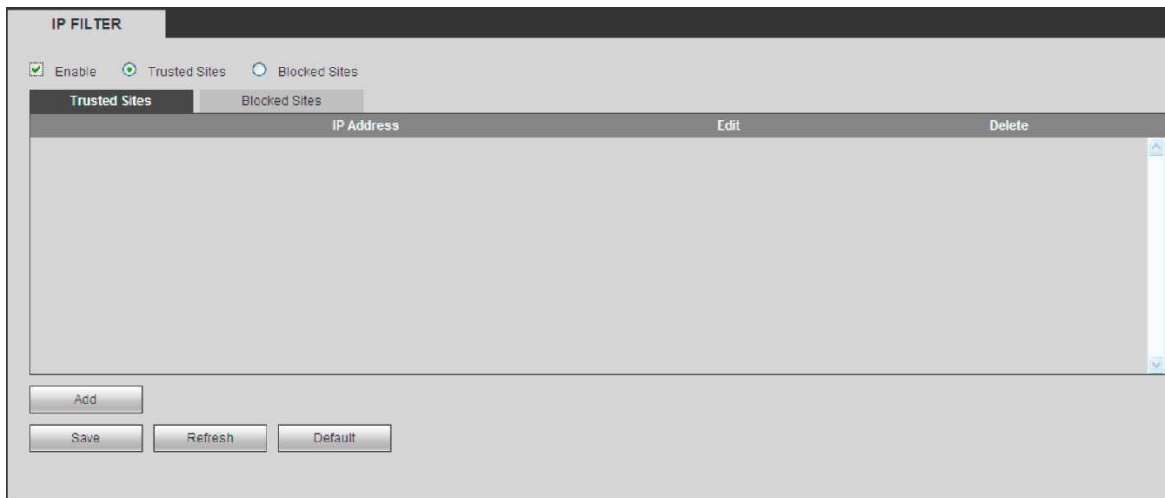 IP FILTER
Enable Trusted Sites Blocked Sites
Trusted Sites Blocked Sites
IP Address Edit Delete
Add
Save Refresh Default